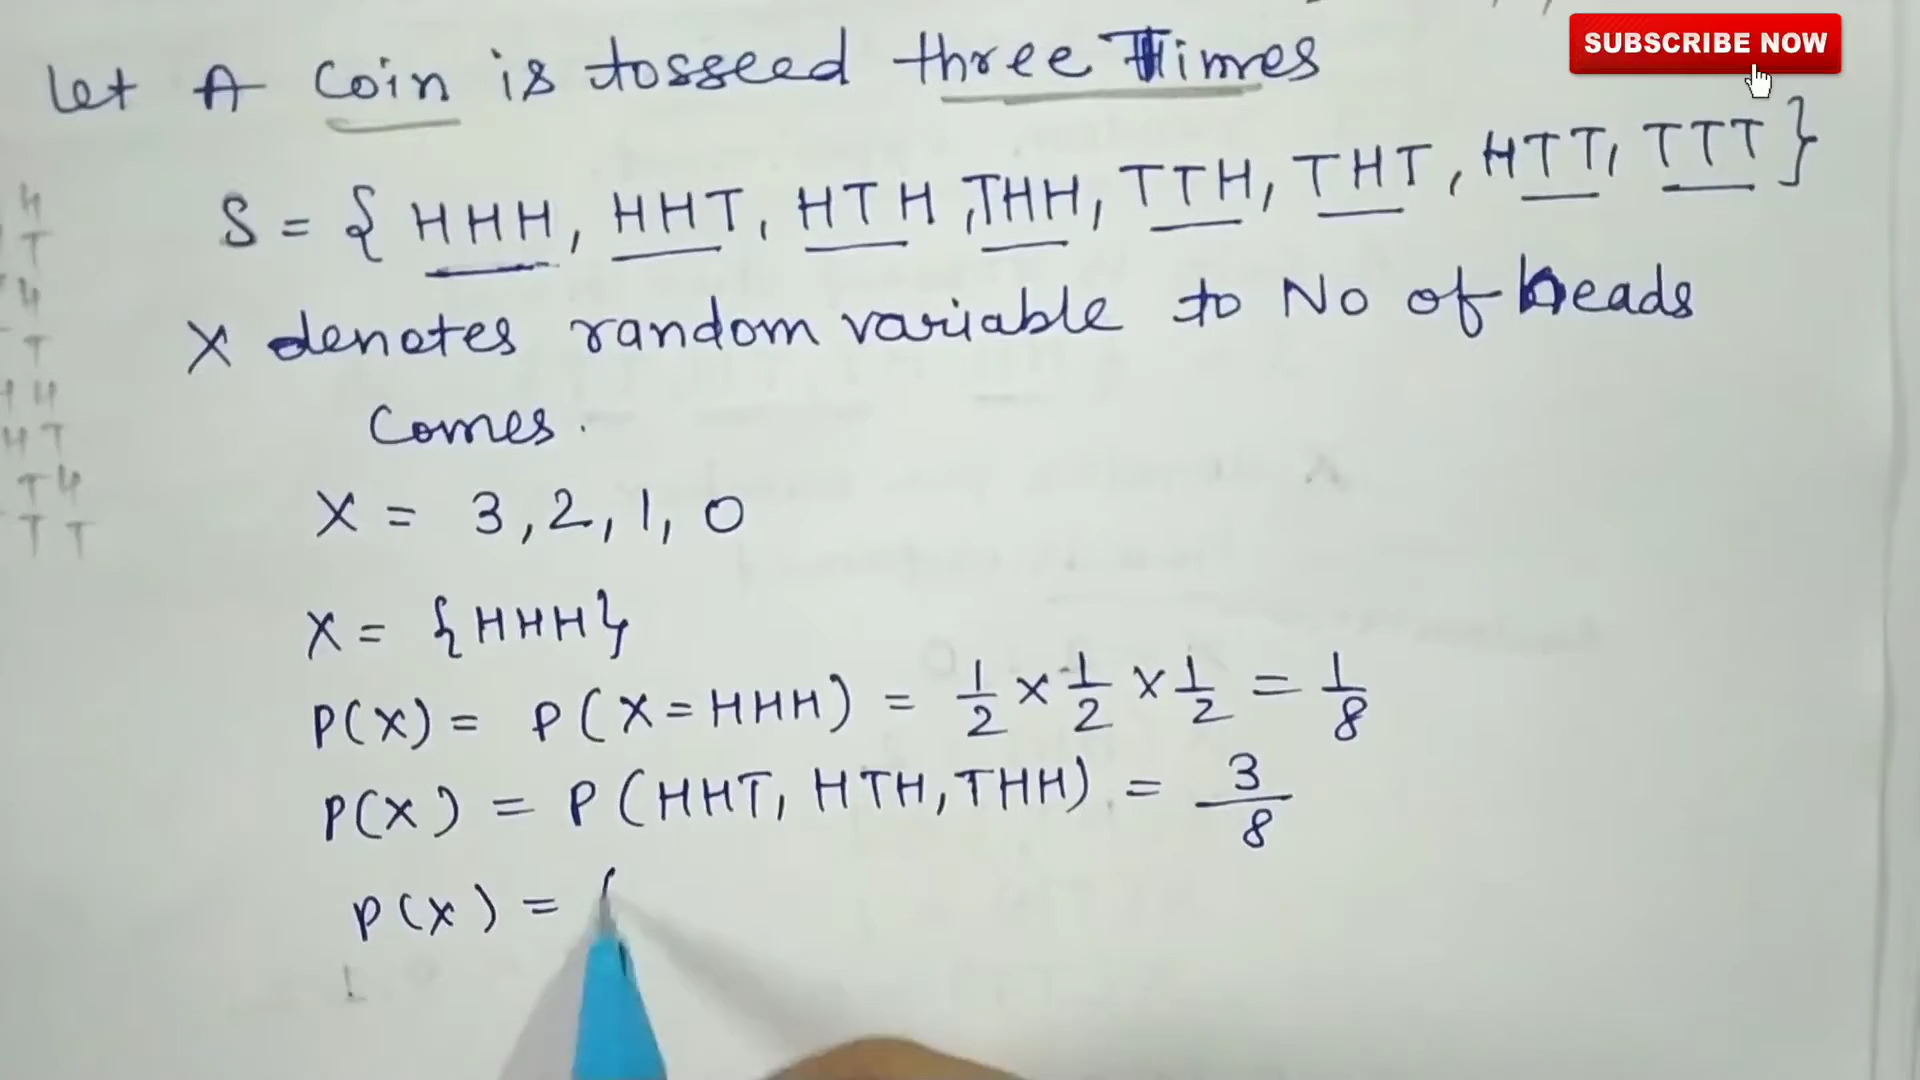 SUBSCRIBE NOW
Let A Coin is tosseed three Times
S = { HHH, HHT, HTH, THH, TTH, THT, HTT, TTT }
X denotes random variable to No of heads
Comes.
X = 3, 2, 1, 0
X = {HHH}
P(X) = P(X=HHH) = 1/2 × 1/2 × 1/2 = 1/8
P(X) = P(HHT, HTH, THH) = 3/8
P(X) = (
H
T
H
T
H H
H T
T H
T T